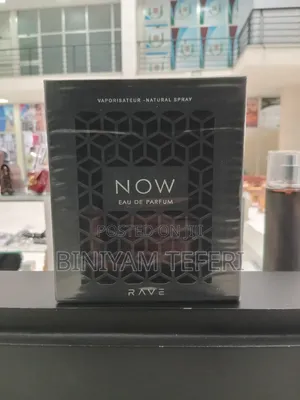 VAPORISATEUR - NATURAL SPRAY
NOW
EAU DE PARFUM
POSTED ON JIJI
BINIYAM TEFERI
RAVE